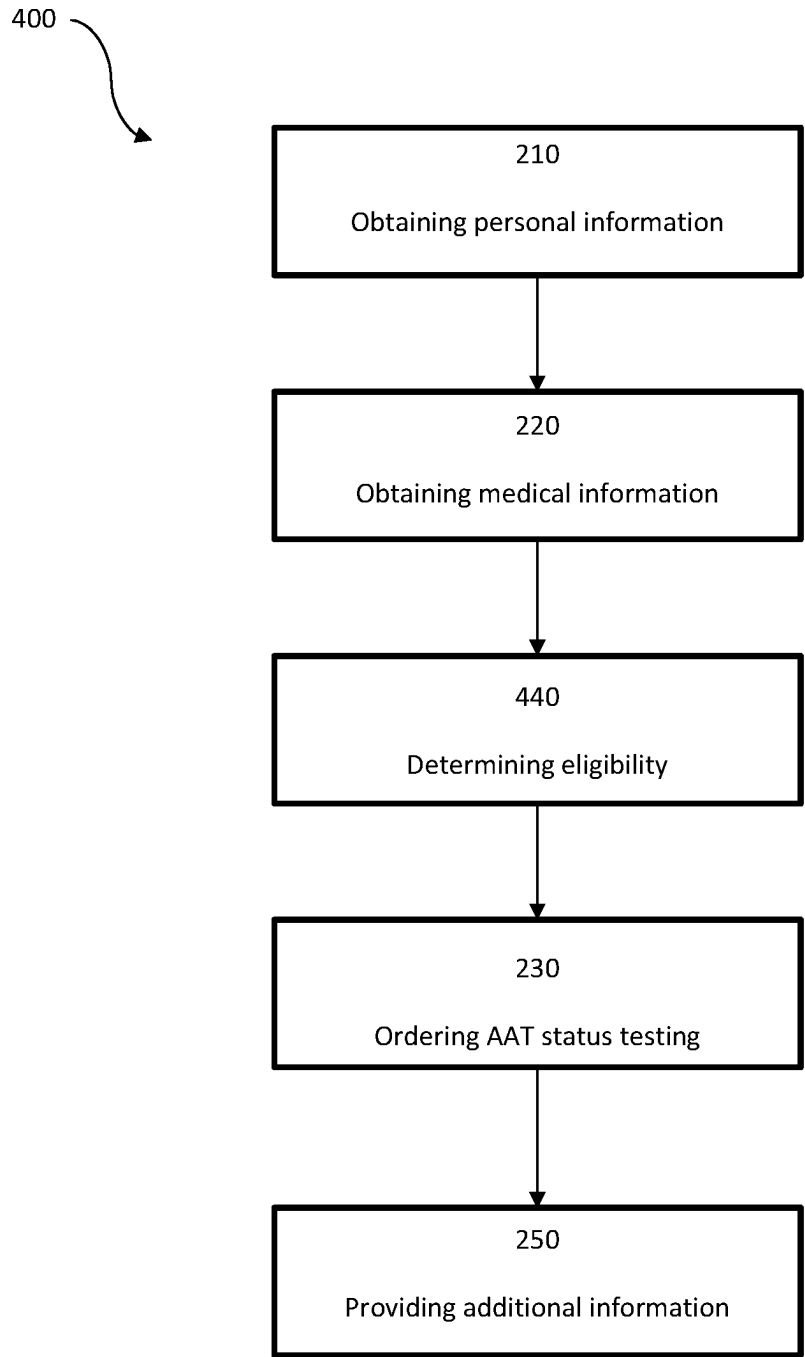 400
210
Obtaining personal information
220
Obtaining medical information
440
Determining eligibility
230
Ordering AAT status testing
250
Providing additional information